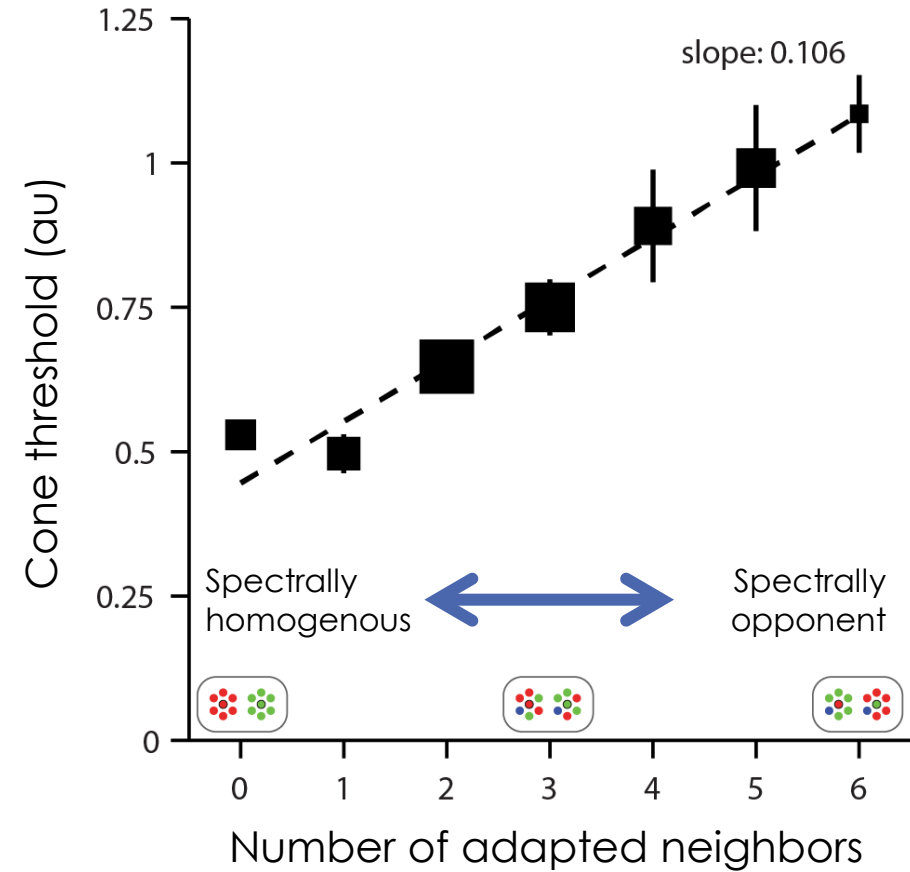 1.25
slope: 0.106
1
0.75
0.5
0.25
0
Cone threshold (au)
Spectrally
homogenous
Spectrally
opponent
0 1 2 3 4 5 6
Number of adapted neighbors